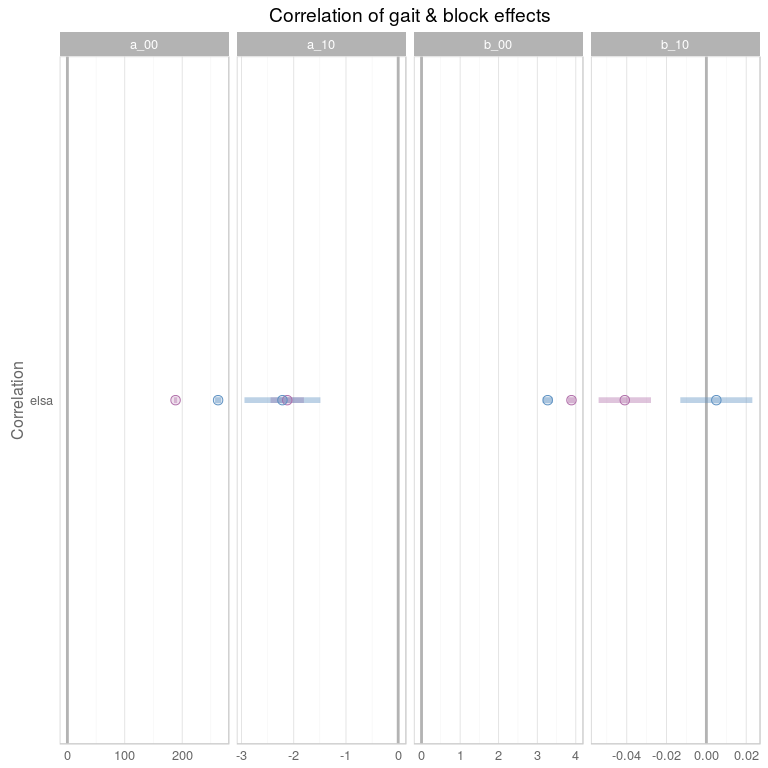 Correlation of gait & block effects
a_00 a_10 b_00 b_10
Correlation
elsa
0 100 200 -3 -2 -1 0 0 1 2 3 4 -0.04 -0.02 0.00 0.02